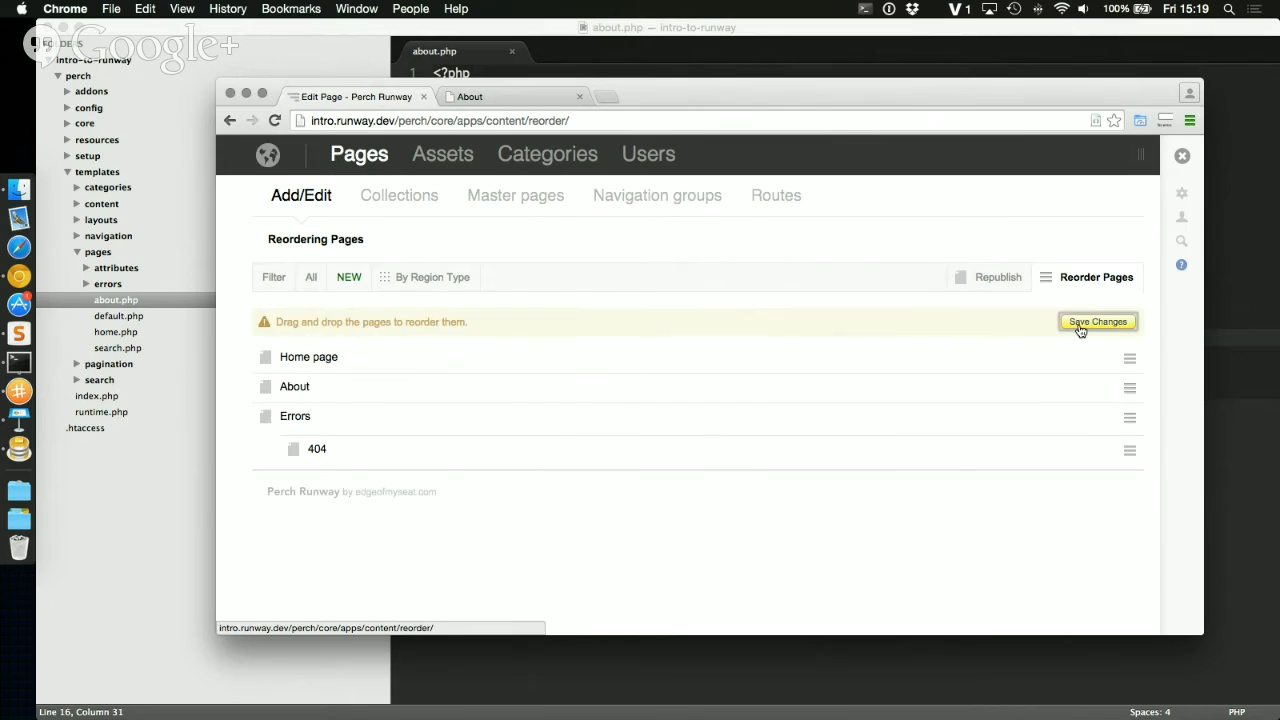 Chrome File Edit View History Bookmarks Window People Help
V 1 100% Fri 15:19
Google+
about.php — intro-to-runway
intro-to-runway
perch
addons
config
core
resources
setup
templates
categories
content
layouts
navigation
pages
attributes
errors
about.php
default.php
home.php
search.php
pagination
search
index.php
runtime.php
.htaccess
about.php
1 <?php
Edit Page - Perch Runway
About
intro.runway.dev/perch/core/apps/content/reorder/
Pages Assets Categories Users
Add/Edit Collections Master pages Navigation groups Routes
Reordering Pages
Filter All NEW By Region Type Republish Reorder Pages
Drag and drop the pages to reorder them. Save Changes
Home page
About
Errors
404
Perch Runway by edgeofmyseat.com
intro.runway.dev/perch/core/apps/content/reorder/
Line 16, Column 31 Spaces: 4 PHP